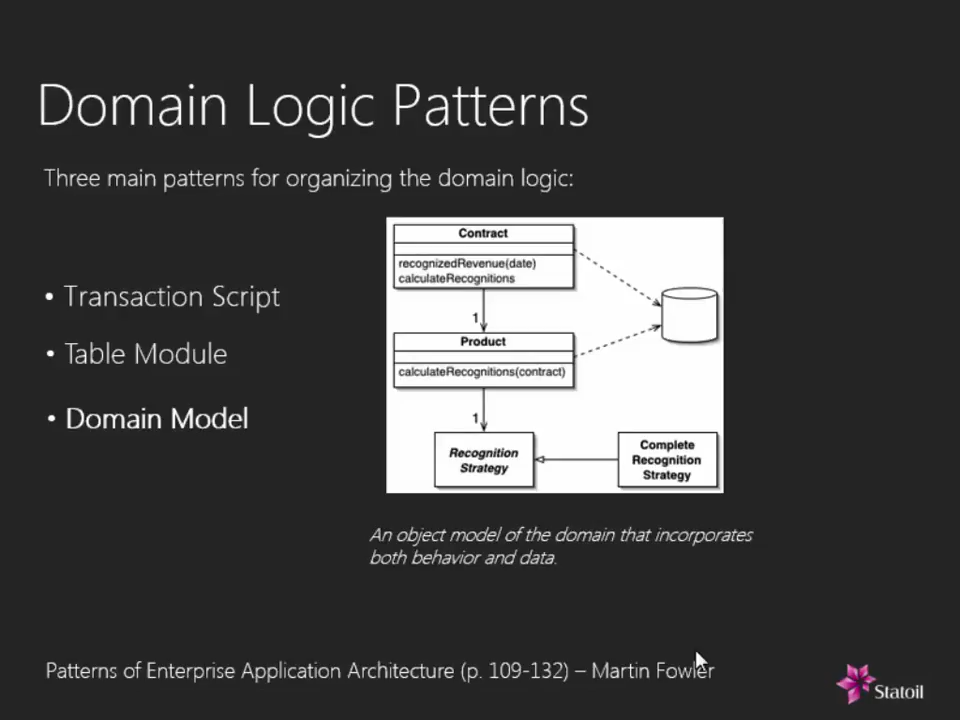 Domain Logic Patterns
Three main patterns for organizing the domain logic:
• Transaction Script
• Table Module
• Domain Model
Contract
recognizedRevenue(date)
calculateRecognitions
1
Product
calculateRecognitions(contract)
1
Recognition
Strategy
Complete
Recognition
Strategy
An object model of the domain that incorporates
both behavior and data.
Patterns of Enterprise Application Architecture (p. 109-132) – Martin Fowler
Statoil